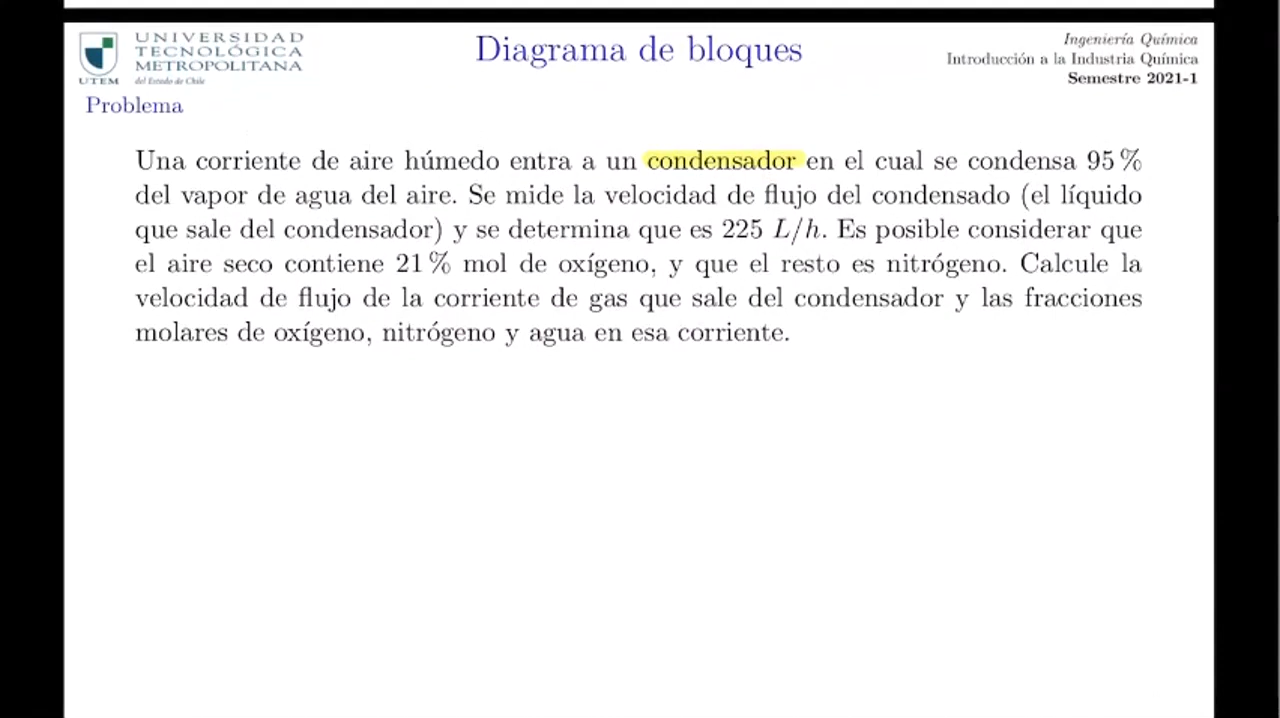 UNIVERSIDAD
TECNOLÓGICA
METROPOLITANA
del Estado de Chile
UTEM
Diagrama de bloques
Ingeniería Química
Introducción a la Industria Química
Semestre 2021-1
Problema
Una corriente de aire húmedo entra a un condensador en el cual se condensa 95 %
del vapor de agua del aire. Se mide la velocidad de flujo del condensado (el líquido
que sale del condensador) y se determina que es 225 L/h. Es posible considerar que
el aire seco contiene 21 % mol de oxígeno, y que el resto es nitrógeno. Calcule la
velocidad de flujo de la corriente de gas que sale del condensador y las fracciones
molares de oxígeno, nitrógeno y agua en esa corriente.